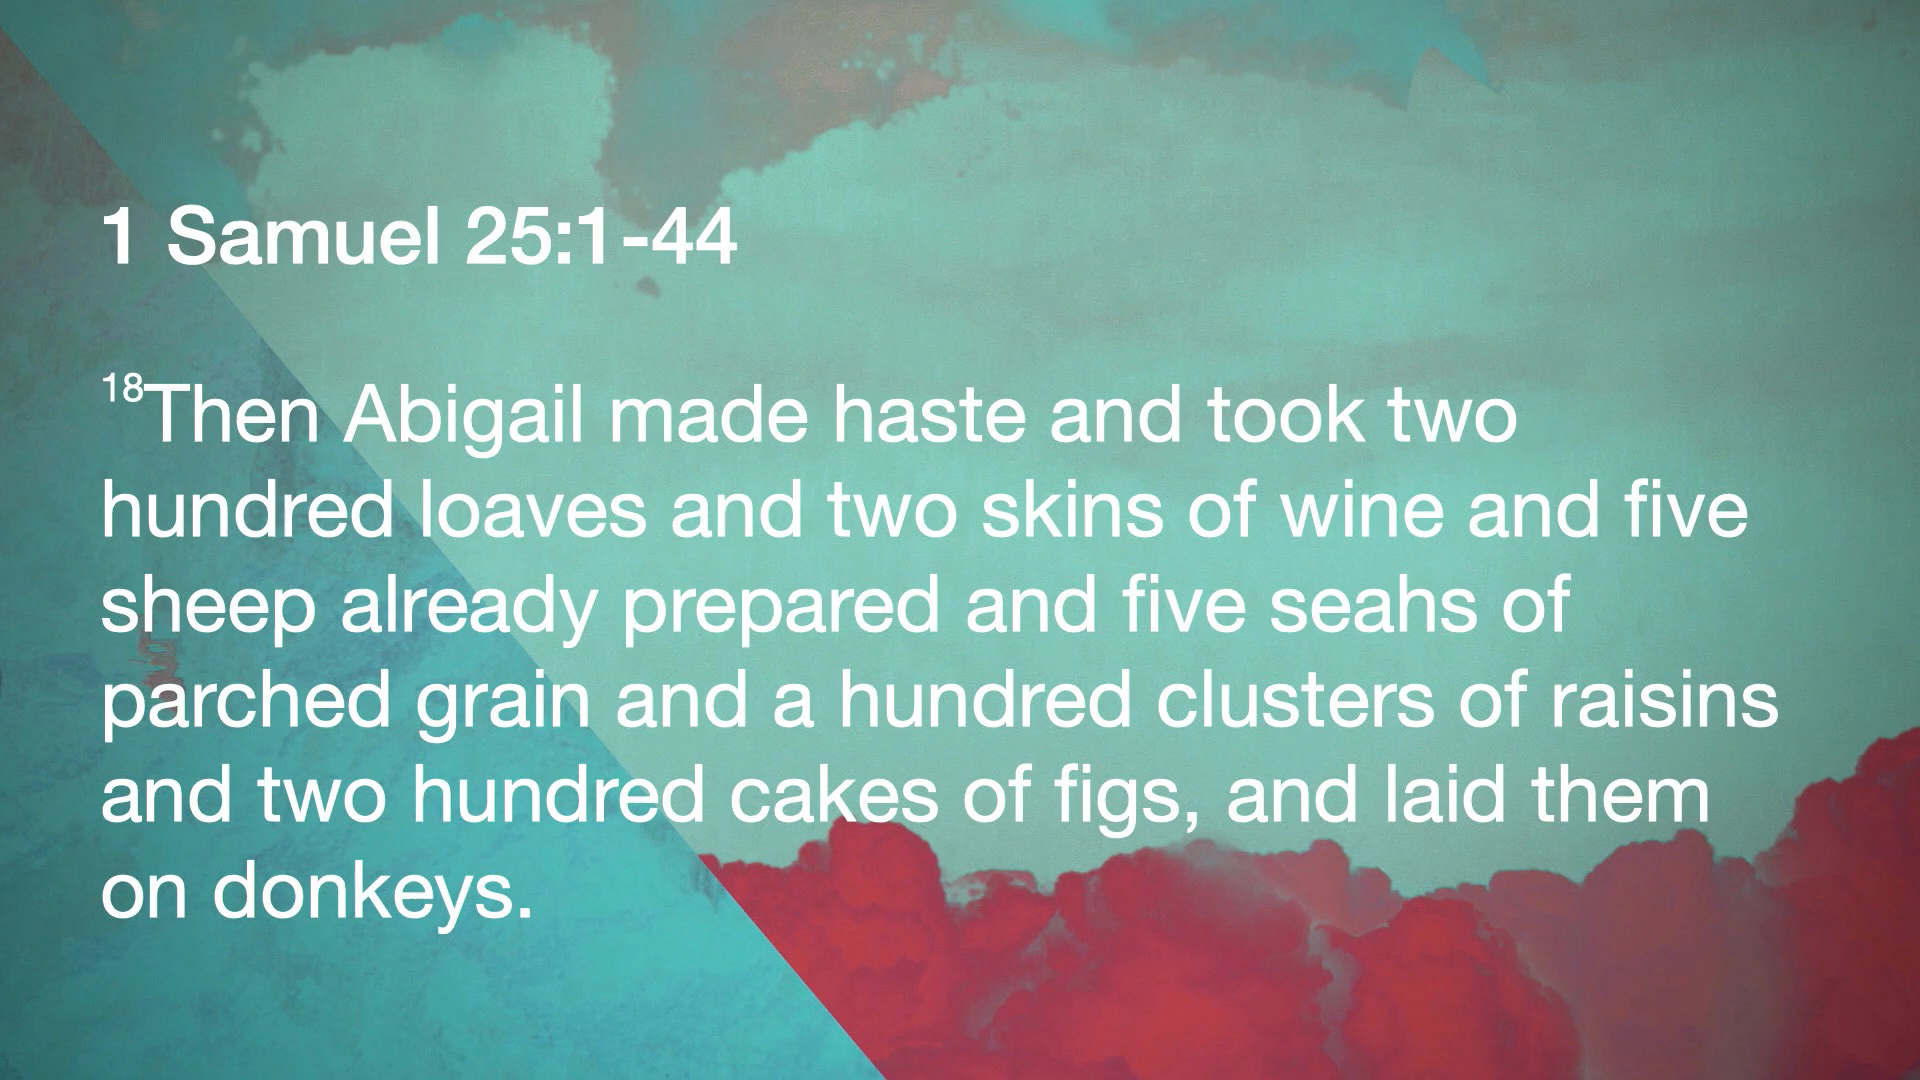 1 Samuel 25:1-44
18Then Abigail made haste and took two
hundred loaves and two skins of wine and five
sheep already prepared and five seahs of
parched grain and a hundred clusters of raisins
and two hundred cakes of figs, and laid them
on donkeys.